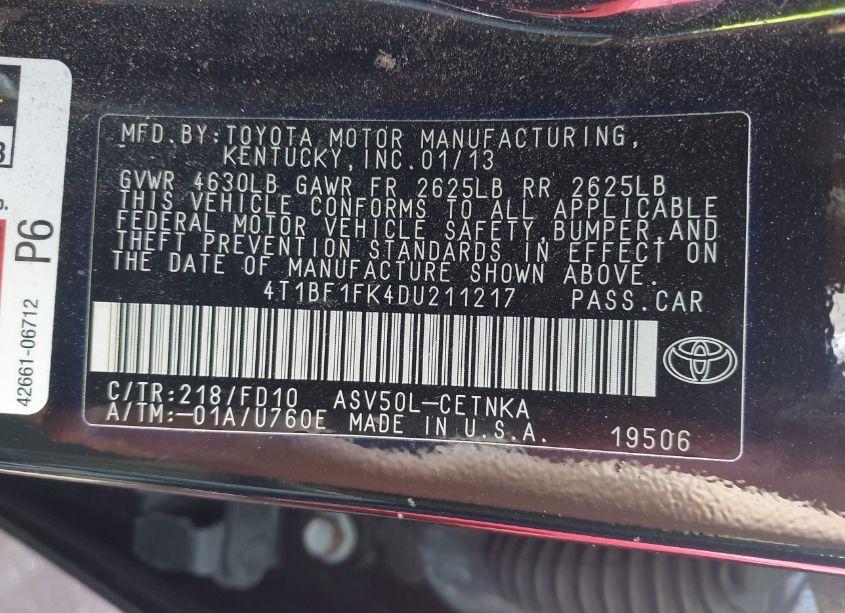 MFD.BY:TOYOTA MOTOR MANUFACTURING,
KENTUCKY,INC.01/13
GVWR 4630LB GAWR FR 2625LB RR 2625LB
THIS VEHICLE CONFORMS TO ALL APPLICABLE
FEDERAL MOTOR VEHICLE SAFETY,BUMPER,AND
THEFT PREVENTION STANDARDS IN EFFECT ON
THE DATE OF MANUFACTURE SHOWN ABOVE.
4T1BF1FK4DU211217 PASS.CAR
C/TR:218/FD10 ASV50L-CETNKA
A/TM:-01A/U760E MADE IN U.S.A. 19506
P6
42661-06712